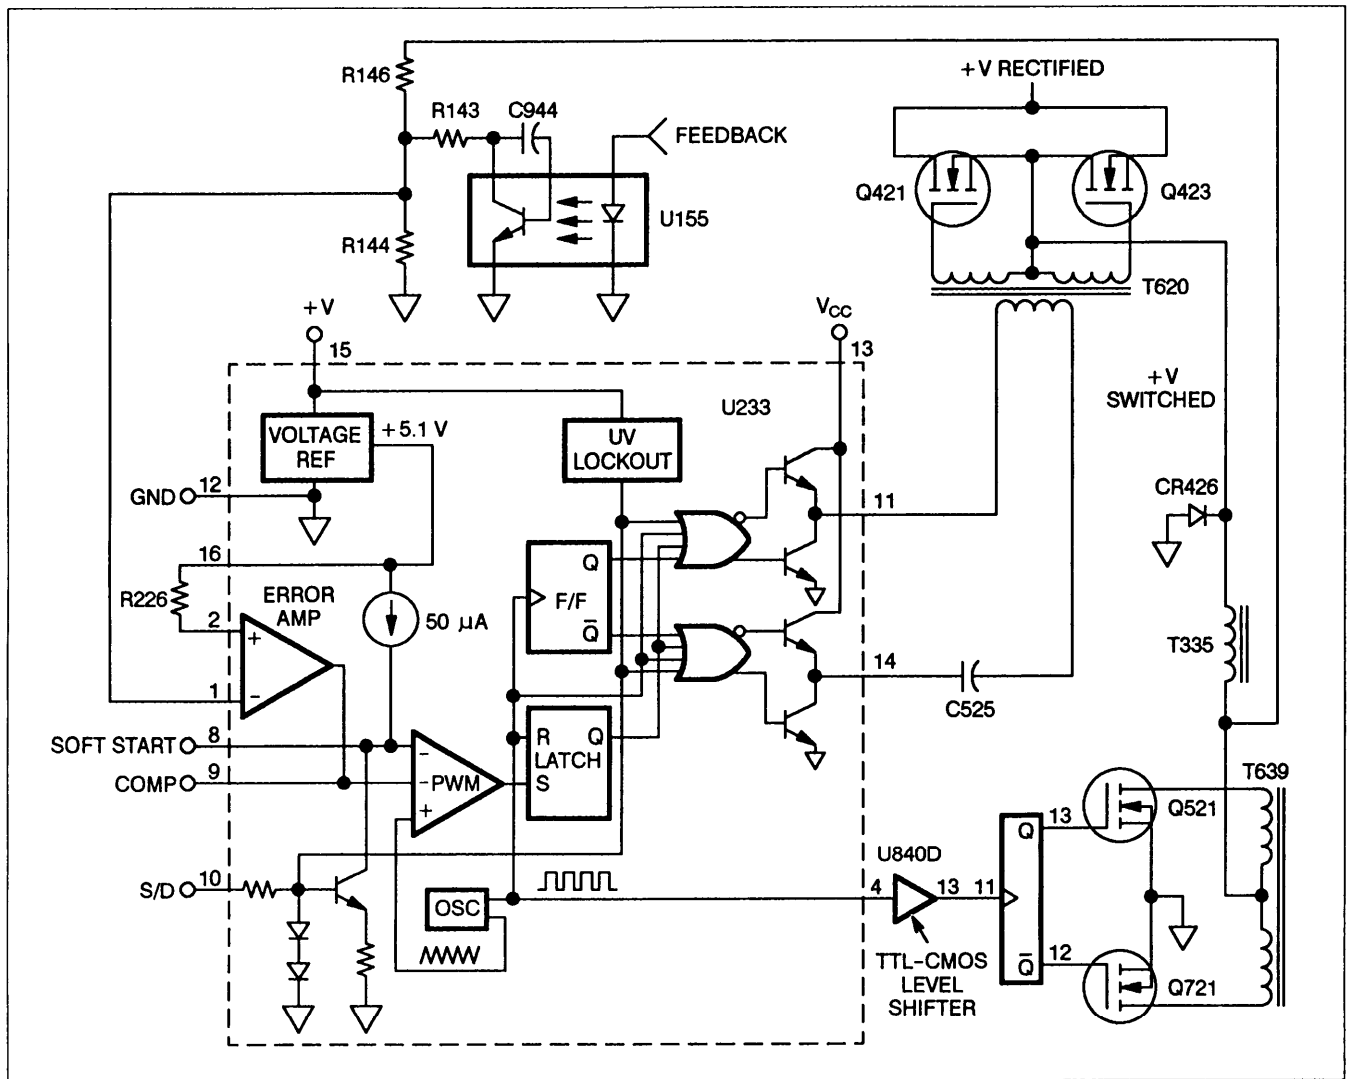 R146
R143
C944
FEEDBACK
U155
R144
+V RECTIFIED
Q421
Q423
T620
+V
15
VCC
13
U233
+V
SWITCHED
VOLTAGE
REF
+5.1 V
UV
LOCKOUT
GND
12
11
CR426
16
R226
ERROR
AMP
2
+
1
-
50 µA
Q
F/F
Q̅
14
C525
T335
SOFT START
8
COMP
9
-
-
PWM
+
R
Q
LATCH
S
T639
Q521
13
S/D
10
OSC
U840D
4
13
11
Q
Q̅
12
TTL-CMOS
LEVEL
SHIFTER
Q721